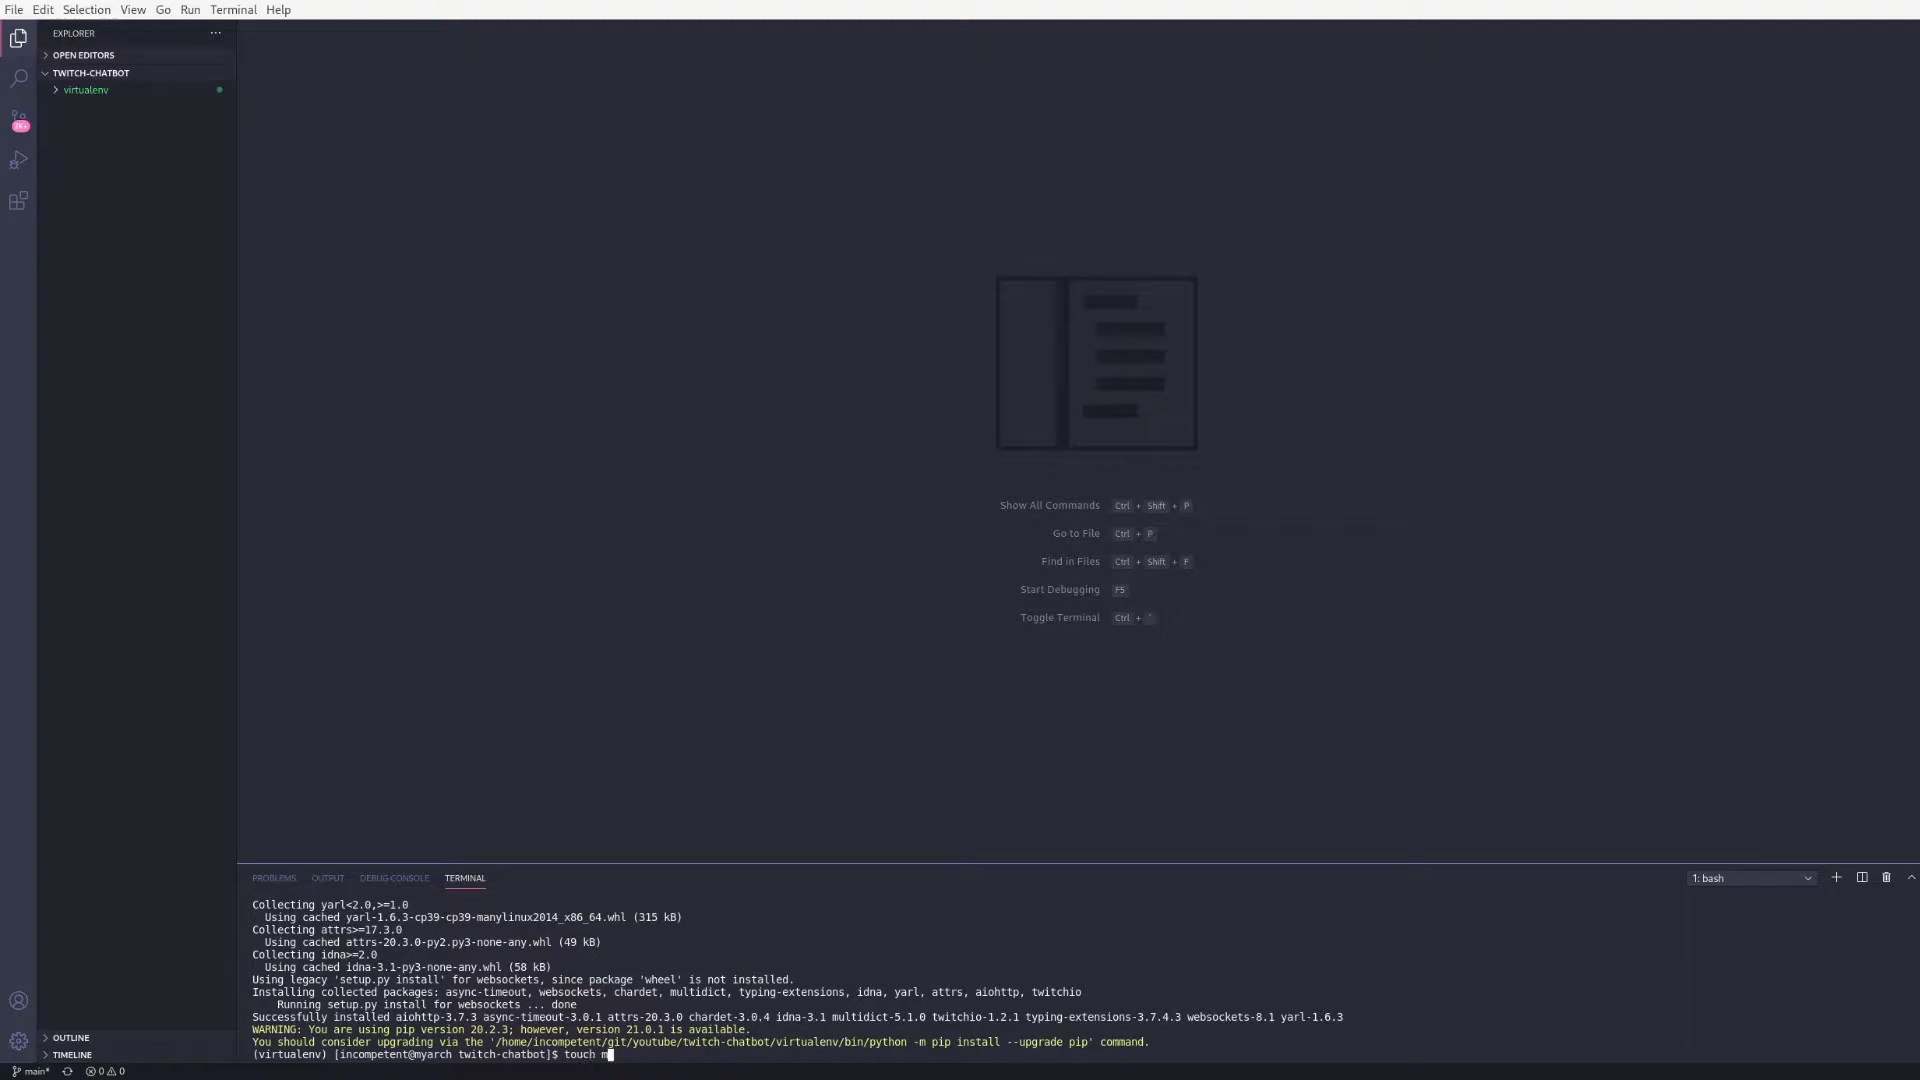 File Edit Selection View Go Run Terminal Help
EXPLORER
OPEN EDITORS
TWITCH-CHATBOT
virtualenv
2K+
Show All Commands Ctrl + Shift + P
Go to File Ctrl + P
Find in Files Ctrl + Shift + F
Start Debugging F5
Toggle Terminal Ctrl + `
PROBLEMS OUTPUT DEBUG CONSOLE TERMINAL
1: bash
Collecting yarl<2.0,>=1.0
Using cached yarl-1.6.3-cp39-cp39-manylinux2014_x86_64.whl (315 kB)
Collecting attrs>=17.3.0
Using cached attrs-20.3.0-py2.py3-none-any.whl (49 kB)
Collecting idna>=2.0
Using cached idna-3.1-py3-none-any.whl (58 kB)
Using legacy 'setup.py install' for websockets, since package 'wheel' is not installed.
Installing collected packages: async-timeout, websockets, chardet, multidict, typing-extensions, idna, yarl, attrs, aiohttp, twitchio
Running setup.py install for websockets ... done
Successfully installed aiohttp-3.7.3 async-timeout-3.0.1 attrs-20.3.0 chardet-3.0.4 idna-3.1 multidict-5.1.0 twitchio-1.2.1 typing-extensions-3.7.4.3 websockets-8.1 yarl-1.6.3
WARNING: You are using pip version 20.2.3; however, version 21.0.1 is available.
You should consider upgrading via the '/home/incompetent/git/youtube/twitch-chatbot/virtualenv/bin/python -m pip install --upgrade pip' command.
(virtualenv) [incompetent@myarch twitch-chatbot]$ touch m
OUTLINE
TIMELINE
main* 0 0